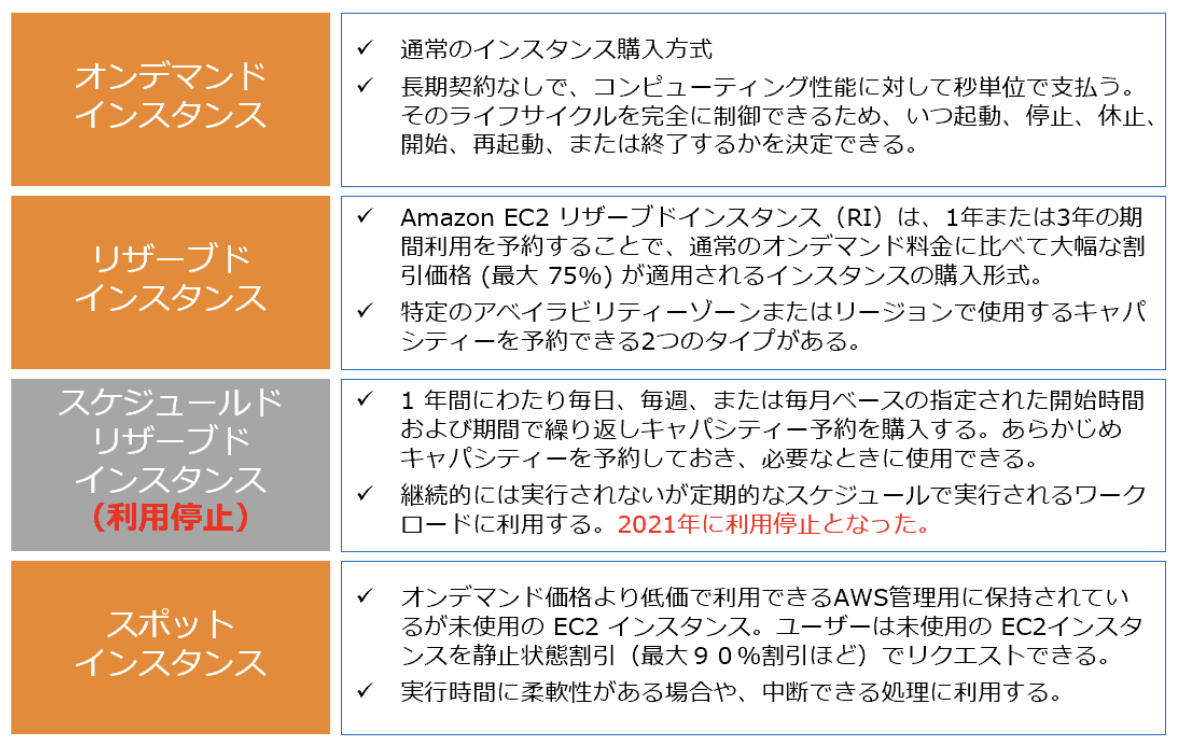 オンデマンド
インスタンス
✓ 通常のインスタンス購入方式
✓ 長期契約なしで、コンピューティング性能に対して秒単位で支払う。
そのライフサイクルを完全に制御できるため、いつ起動、停止、休止、
開始、再起動、または終了するかを決定できる。
リザーブド
インスタンス
✓ Amazon EC2 リザーブドインスタンス（RI）は、1年または3年の期
間利用を予約することで、通常のオンデマンド料金に比べて大幅な割
引価格 (最大 75%) が適用されるインスタンスの購入形式。
✓ 特定のアベイラビリティーゾーンまたはリージョンで使用するキャパ
シティーを予約できる2つのタイプがある。
スケジュールド
リザーブド
インスタンス
（利用停止）
✓ 1 年間にわたり毎日、毎週、または毎月ベースの指定された開始時間
および期間で繰り返しキャパシティー予約を購入する。あらかじめ
キャパシティーを予約しておき、必要なときに使用できる。
✓ 継続的には実行されないが定期的なスケジュールで実行されるワーク
ロードに利用する。2021年に利用停止となった。
スポット
インスタンス
✓ オンデマンド価格より低価で利用できるAWS管理用に保持されてい
るが未使用の EC2 インスタンス。ユーザーは未使用の EC2インスタ
ンスを静止状態割引（最大９０％割引ほど）でリクエストできる。
✓ 実行時間に柔軟性がある場合や、中断できる処理に利用する。